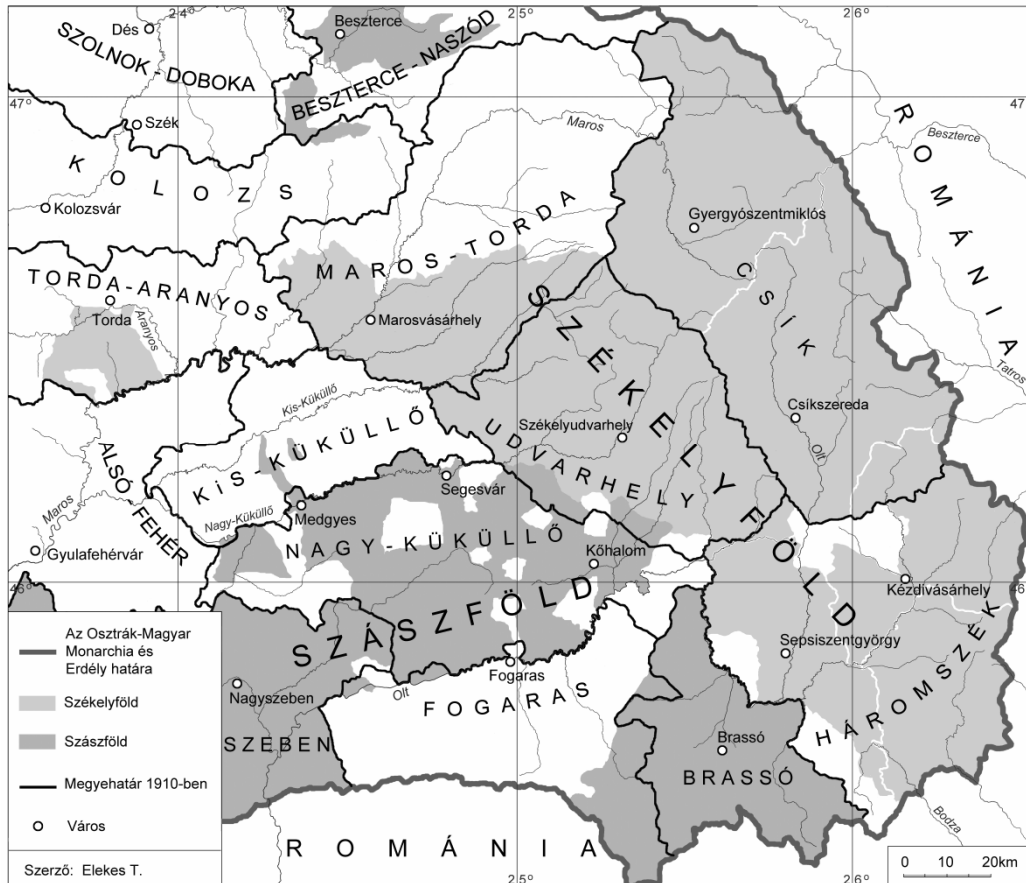 24°
25°
26°
Dés
Beszterce
SZOLNOK - DOBOKA
BESZTERCE - NASZÓD
47°
47
Szék
Maros
Beszterce
ROMÁNIA
KOLOZS
Kolozsvár
Gyergyószentmiklós
MAROS - TORDA
CSÍK
TORDA-ARANYOS
Torda
Aranyos
Marosvásárhely
SZÉKELYFÖLD
Tatros
Kis-Küküllő
Csíkszereda
Székelyudvarhely
UDVARHELY
Olt
KiS - KÜKÜLLŐ
ALSÓ-FEHÉR
Segesvár
Medgyes
Maros
Nagy-Küküllő
NAGY-KÜKÜLLŐ
Gyulafehérvár
Kőhalom
Kézdivásárhely
46°
46
SZÁSZFÖLD
Sepsiszentgyörgy
HÁROMSZÉK
Fogaras
Olt
FOGARAS
Nagyszeben
SZEBEN
Brassó
BRASSÓ
Bodza
ROMÁNIA
25°
26°
Az Osztrák-Magyar
Monarchia és
Erdély határa
Székelyföld
Szászföld
Megyehatár 1910-ben
Város
Szerző: Elekes T.
0 10 20km